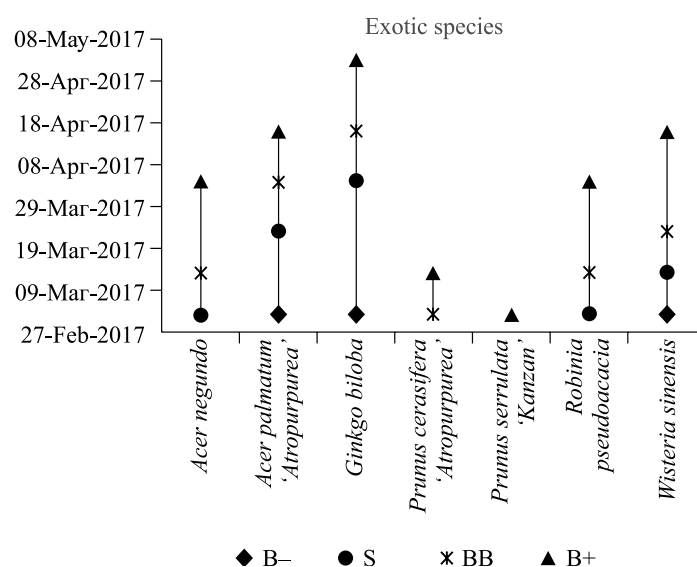 Exotic species
08-May-2017
28-Apr-2017
18-Apr-2017
08-Apr-2017
29-Mar-2017
19-Mar-2017
09-Mar-2017
27-Feb-2017
Acer negundo
Acer palmatum
‘Atropurpurea’
Ginkgo biloba
Prunus cerasifera
‘Atropurpurea’
Prunus serrulata
‘Kanzan’
Robinia
pseudoacacia
Wisteria sinensis
B– S BB B+